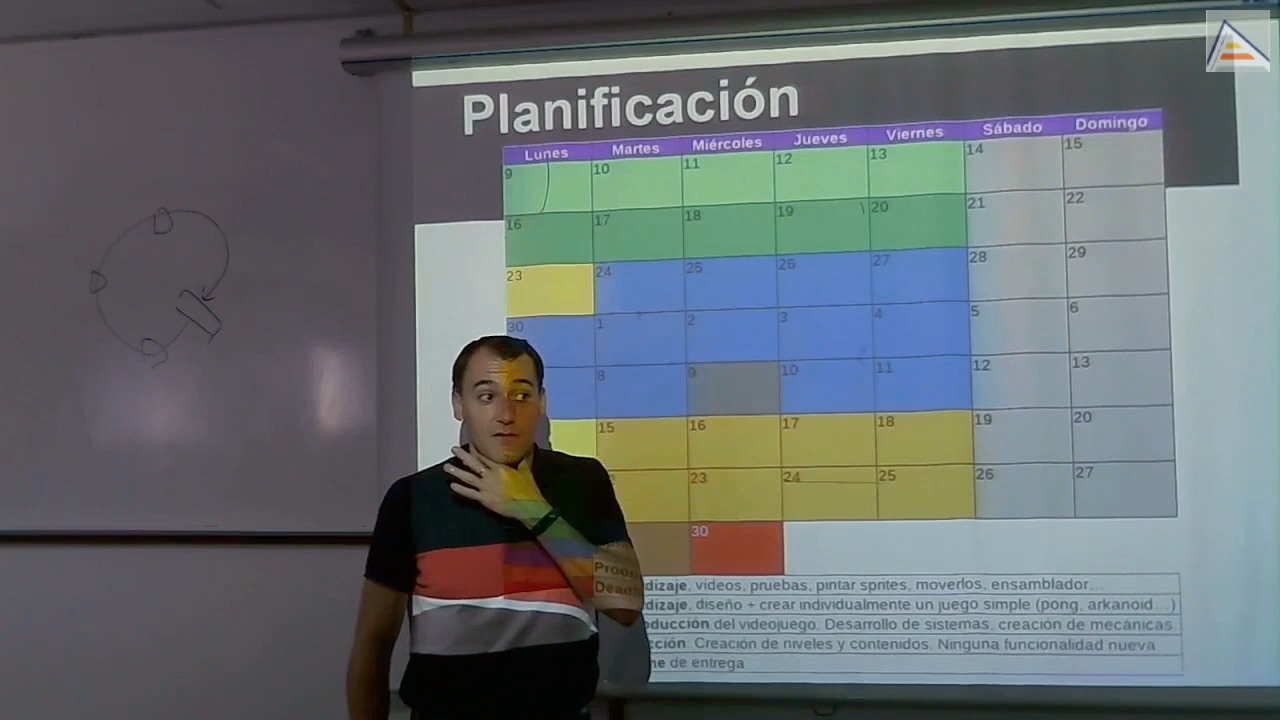 Planificación
Lunes Martes Miércoles Jueves Viernes Sábado Domingo
9 10 11 12 13 14 15
16 17 18 19 20 21 22
23 24 25 26 27 28 29
30 1 2 3 4 5 6
8 9 10 11 12 13
15 16 17 18 19 20
23 24 25 26 27
30
dizaje, videos, pruebas, pintar sprites, moverlos, ensamblador...
dizaje, diseño + crear individualmente un juego simple (pong, arkanoid...)
ducción del videojuego. Desarrollo de sistemas, creación de mecánicas
cción. Creación de niveles y contenidos. Ninguna funcionalidad nueva
ne de entrega